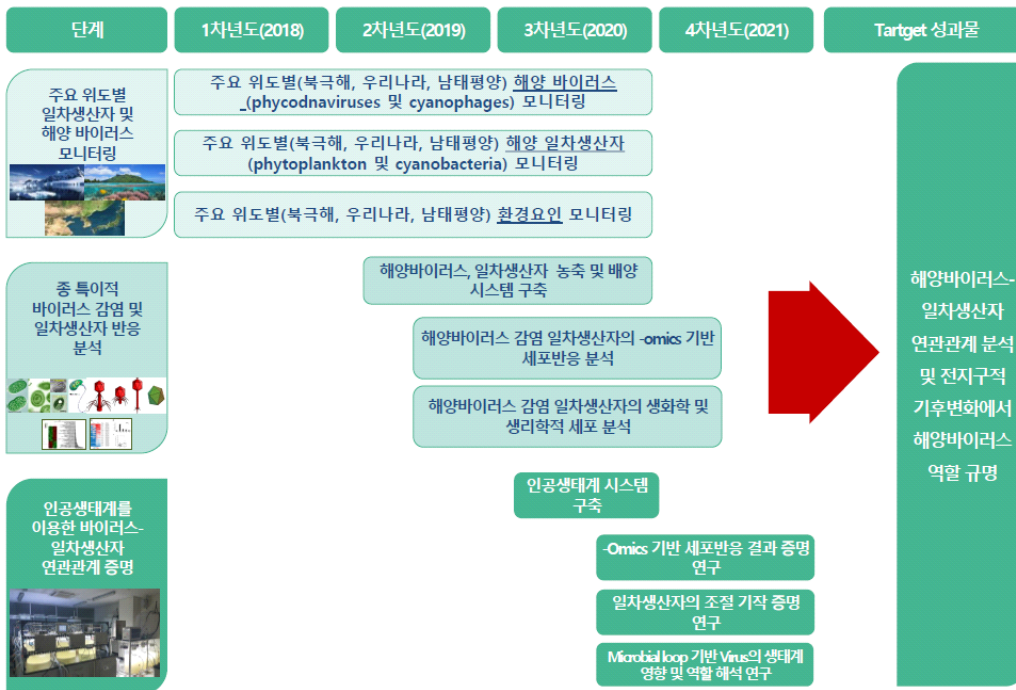 단계
1차년도(2018)
2차년도(2019)
3차년도(2020)
4차년도(2021)
Tartget 성과물
주요 위도별
일차생산자 및
해양 바이러스
모니터링
주요 위도별(북극해, 우리나라, 남태평양) 해양 바이러스
_(phycodnaviruses 및 cyanophages) 모니터링
주요 위도별(북극해, 우리나라, 남태평양) 해양 일차생산자
(phytoplankton 및 cyanobacteria) 모니터링
주요 위도별(북극해, 우리나라, 남태평양) 환경요인 모니터링
종 특이적
바이러스 감염 및
일차생산자 반응
분석
해양바이러스, 일차생산자 농축 및 배양
시스템 구축
해양바이러스 감염 일차생산자의 -omics 기반
세포반응 분석
해양바이러스 감염 일차생산자의 생화학 및
생리학적 세포 분석
인공생태계를
이용한 바이러스-
일차생산자
연관관계 증명
인공생태계 시스템
구축
-Omics 기반 세포반응 결과 증명
연구
일차생산자의 조절 기작 증명
연구
Microbial loop 기반 Virus의 생태계
영향 및 역할 해석 연구
해양바이러스-
일차생산자
연관관계 분석
및 전지구적
기후변화에서
해양바이러스
역할 규명